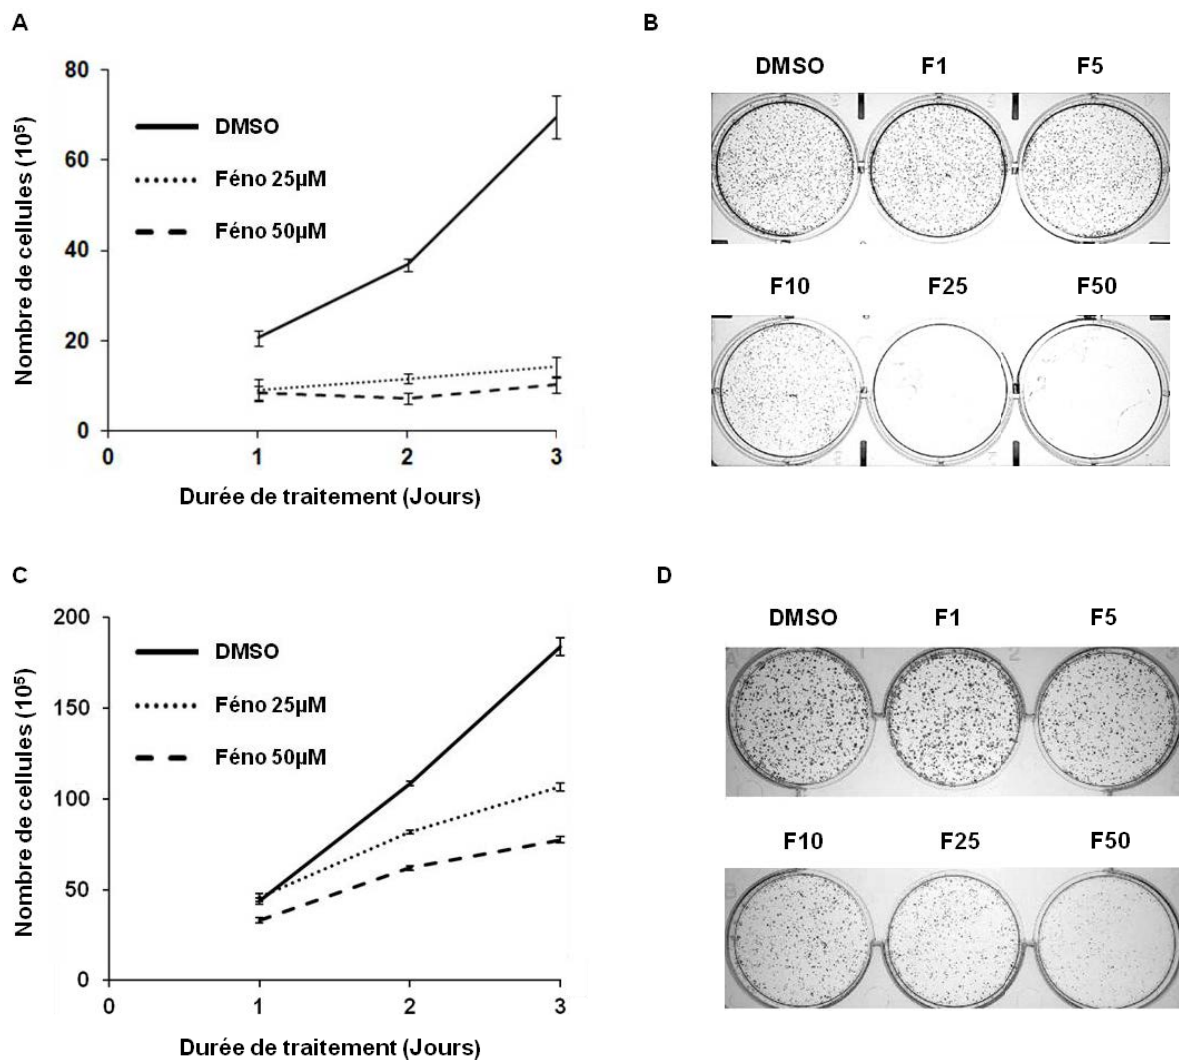 A
Nombre de cellules (10⁵)
80
60
40
20
0
DMSO
Féno 25µM
Féno 50µM
0 1 2 3
Durée de traitement (Jours)
B
DMSO F1 F5
F10 F25 F50
C
Nombre de cellules (10⁵)
200
150
100
50
0
DMSO
Féno 25µM
Féno 50µM
0 1 2 3
Durée de traitement (Jours)
D
DMSO F1 F5
F10 F25 F50